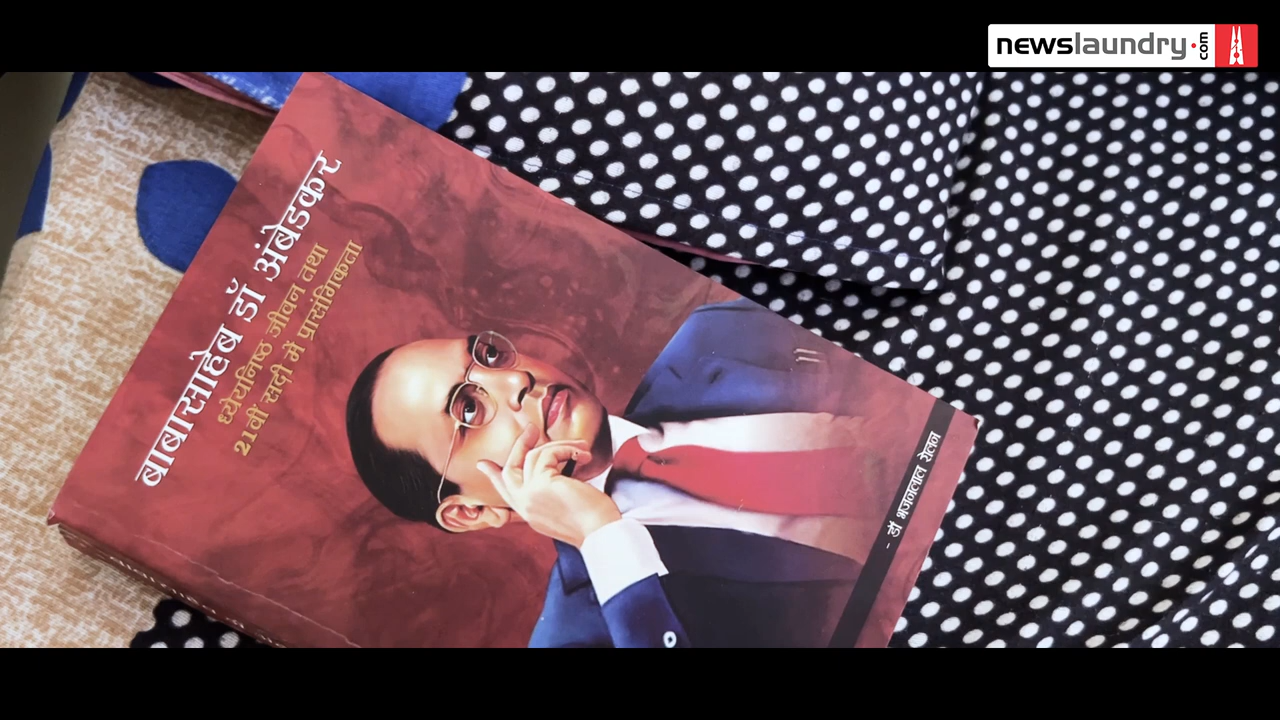 newslaundry.com
बाबासाहेब डॉ अंबेडकर
ध्येयनिष्ठ जीवन तथा
21वीं सदी में प्रासंगिकता
- डॉ भजनलाल रोलन